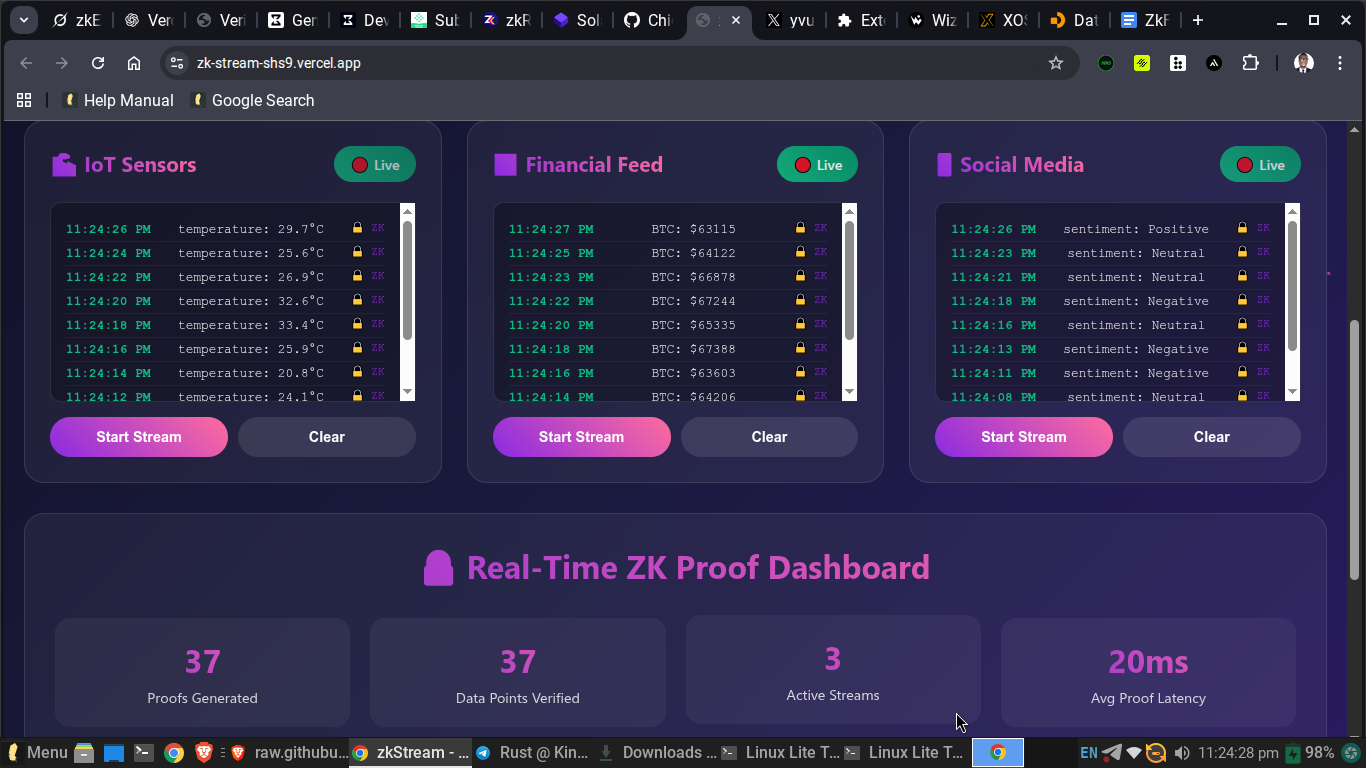 zkE
Ver
Veri
Ger
Dev
Sub
zkR
Sol
Chi
z
yvu
Exte
Wiz
XOS
Dat
ZkF
zk-stream-shs9.vercel.app
Help Manual
Google Search
IoT Sensors
Live
11:24:26 PM temperature: 29.7°C ZK
11:24:24 PM temperature: 25.6°C ZK
11:24:22 PM temperature: 26.9°C ZK
11:24:20 PM temperature: 32.6°C ZK
11:24:18 PM temperature: 33.4°C ZK
11:24:16 PM temperature: 25.9°C ZK
11:24:14 PM temperature: 20.8°C ZK
11:24:12 PM temperature: 24.1°C ZK
Start Stream
Clear
Financial Feed
Live
11:24:27 PM BTC: $63115 ZK
11:24:25 PM BTC: $64122 ZK
11:24:23 PM BTC: $66878 ZK
11:24:22 PM BTC: $67244 ZK
11:24:20 PM BTC: $65335 ZK
11:24:18 PM BTC: $67388 ZK
11:24:16 PM BTC: $63603 ZK
11:24:14 PM BTC: $64206 ZK
Start Stream
Clear
Social Media
Live
11:24:26 PM sentiment: Positive ZK
11:24:23 PM sentiment: Neutral ZK
11:24:21 PM sentiment: Neutral ZK
11:24:18 PM sentiment: Negative ZK
11:24:16 PM sentiment: Neutral ZK
11:24:13 PM sentiment: Negative ZK
11:24:11 PM sentiment: Negative ZK
11:24:08 PM sentiment: Neutral ZK
Start Stream
Clear
Real-Time ZK Proof Dashboard
37
Proofs Generated
37
Data Points Verified
3
Active Streams
20ms
Avg Proof Latency
Menu
raw.githubu...
zkStream - ...
Rust @ Kin...
Downloads ...
Linux Lite T...
Linux Lite T...
EN
11:24:28 pm
98%